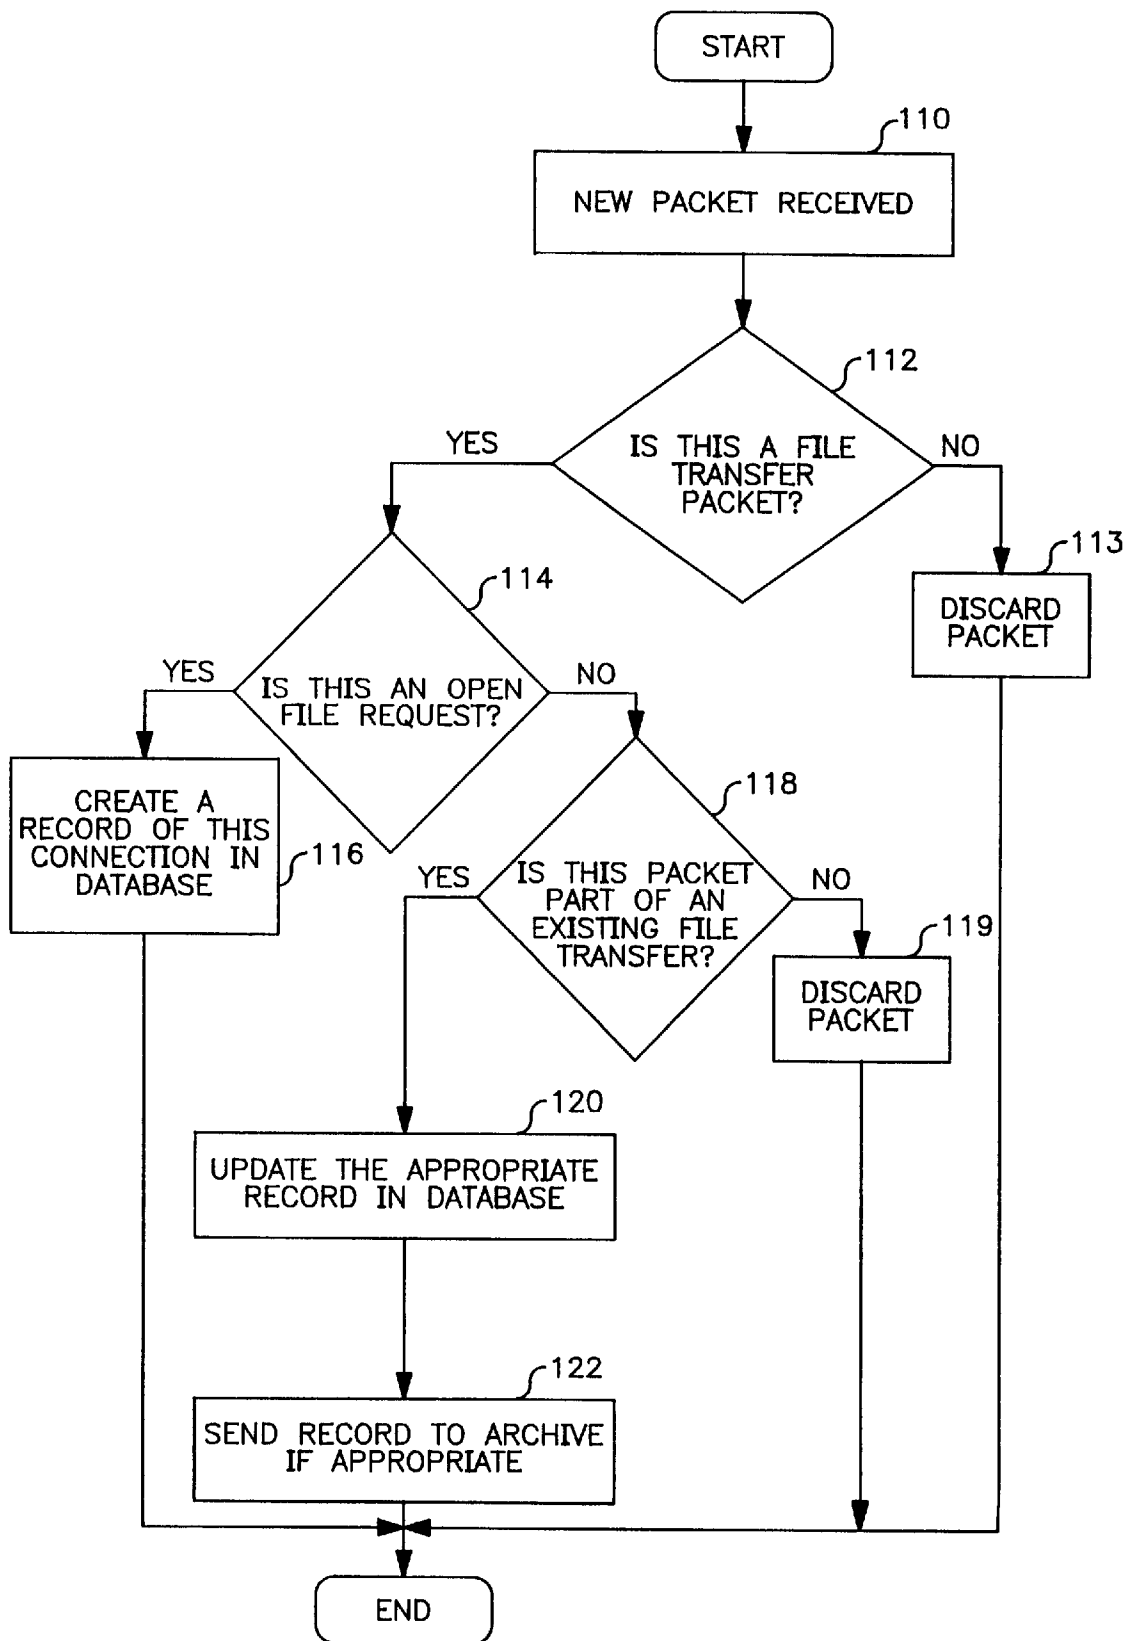 START
110
NEW PACKET RECEIVED
112
IS THIS A FILE
TRANSFER
PACKET?
YES
NO
113
DISCARD
PACKET
114
IS THIS AN OPEN
FILE REQUEST?
YES
NO
CREATE A
RECORD OF THIS
CONNECTION IN
DATABASE
116
118
IS THIS PACKET
PART OF AN
EXISTING FILE
TRANSFER?
YES
NO
119
DISCARD
PACKET
120
UPDATE THE APPROPRIATE
RECORD IN DATABASE
122
SEND RECORD TO ARCHIVE
IF APPROPRIATE
END